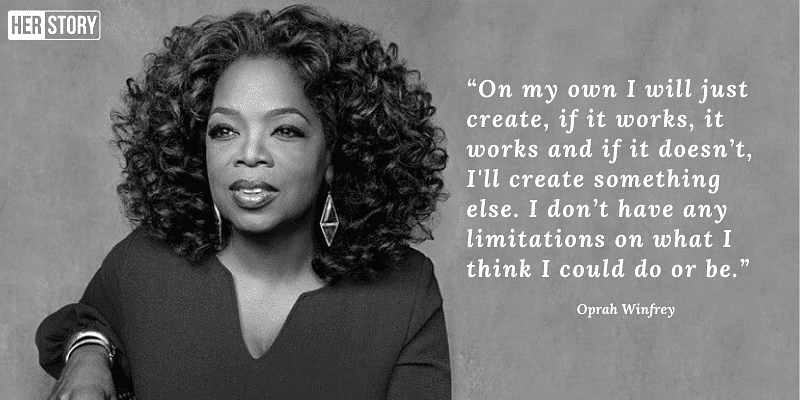 HER STORY
“On my own I will just
create, if it works, it
works and if it doesn’t,
I'll create something
else. I don’t have any
limitations on what I
think I could do or be.”
Oprah Winfrey